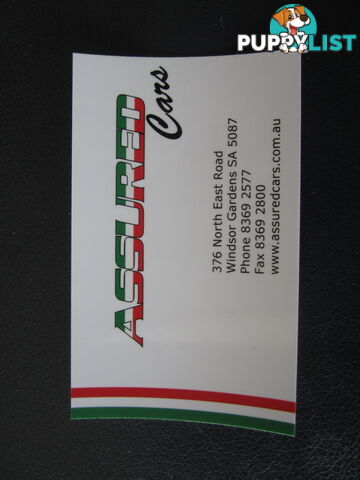 PUPPYLIST
ASSURED
Cars
376 North East Road
Windsor Gardens SA 5087
Phone 8369 2577
Fax 8369 2800
www.assuredcars.com.au